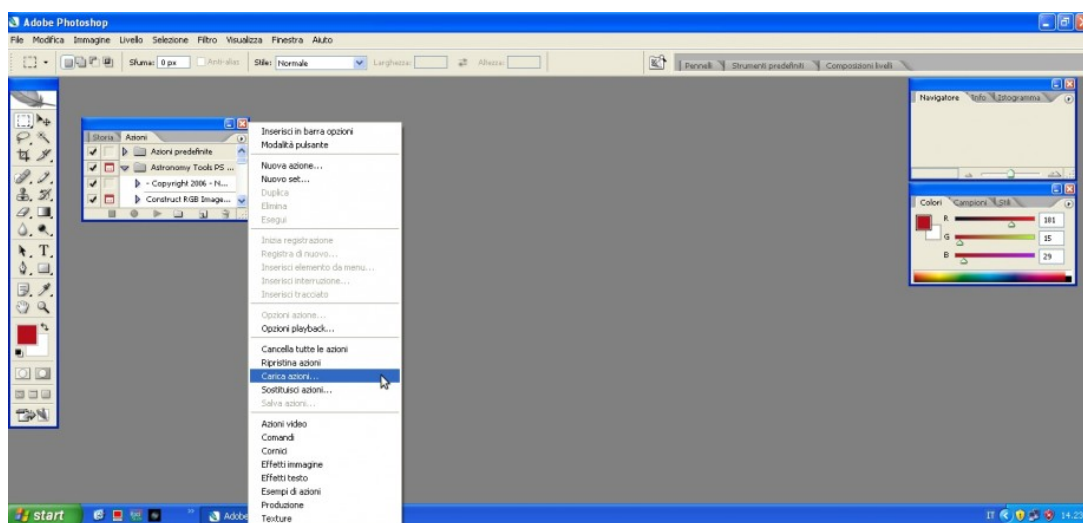 Adobe Photoshop
File Modifica Immagine Livello Selezione Filtro Visualizza Finestra Aiuto
Sfuma: 0 px Anti-alias Stile: Normale Larghezza: Altezza:
Pennelli Strumenti predefiniti Composizioni livelli
Navigatore Info Istogramma
Storia Azioni
Azioni predefinite
Astronomy Tools PS ...
- Copyright 2006 - N...
Construct RGB Image...
Inserisci in barra opzioni
Modalità pulsante
Nuova azione...
Nuovo set...
Duplica
Elimina
Esegui
Inizia registrazione
Registra di nuovo...
Inserisci elemento da menu...
Inserisci interruzione...
Inserisci tracciato
Opzioni azione...
Opzioni playback...
Cancella tutte le azioni
Ripristina azioni
Carica azioni...
Sostituisci azioni...
Salva azioni...
Azioni video
Comandi
Cornici
Effetti immagine
Effetti testo
Esempi di azioni
Produzione
Texture
Colori Campioni Stili
R 181
G 15
B 29
start
Adobe
IT 14.23